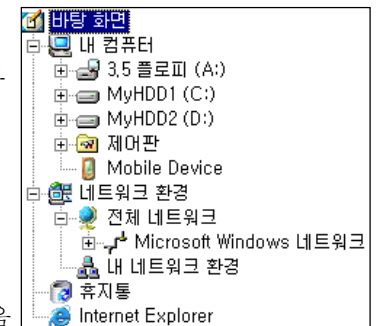 바탕 화면
내 컴퓨터
3,5 플로피 (A:)
MyHDD1 (C:)
MyHDD2 (D:)
제어판
Mobile Device
네트워크 환경
전체 네트워크
Microsoft Windows 네트워크
내 네트워크 환경
휴지통
음
Internet Explorer